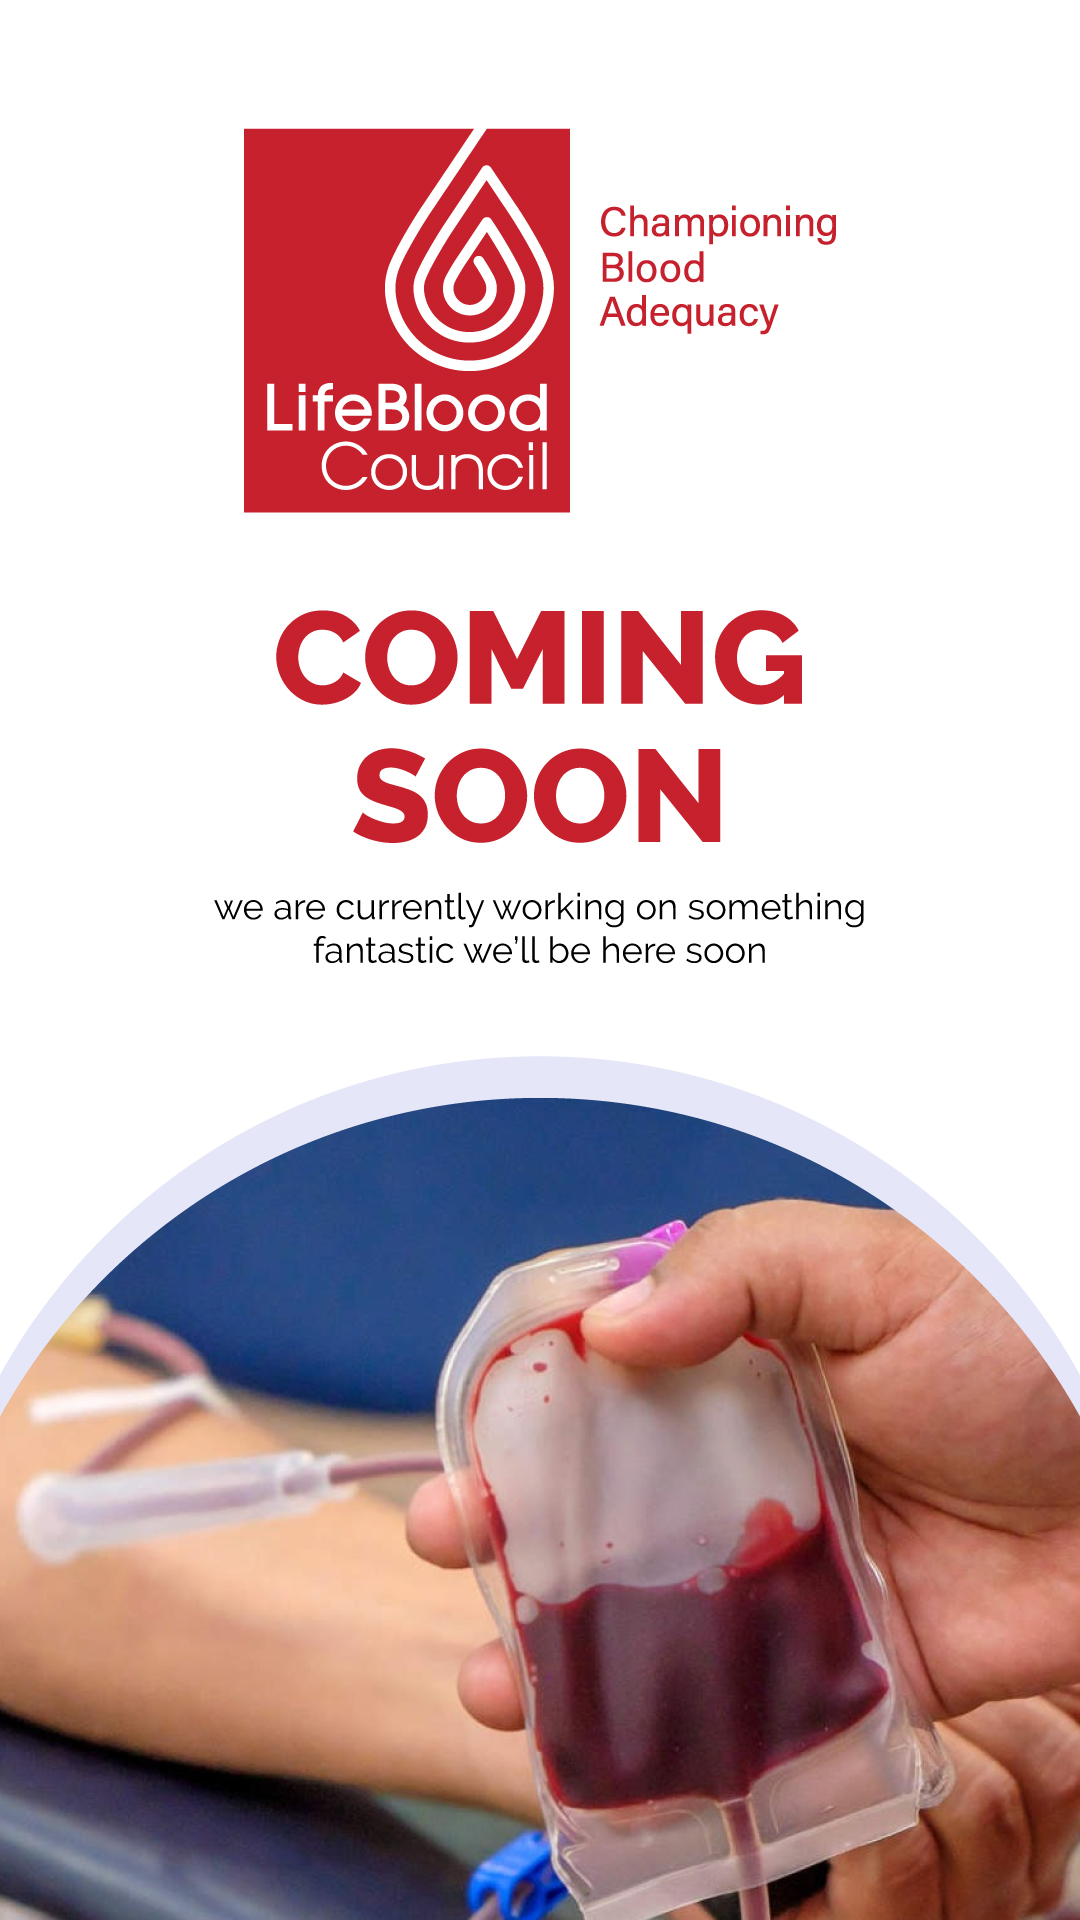 LifeBlood
Council
Championing
Blood
Adequacy
COMING
SOON
we are currently working on something
fantastic we’ll be here soon